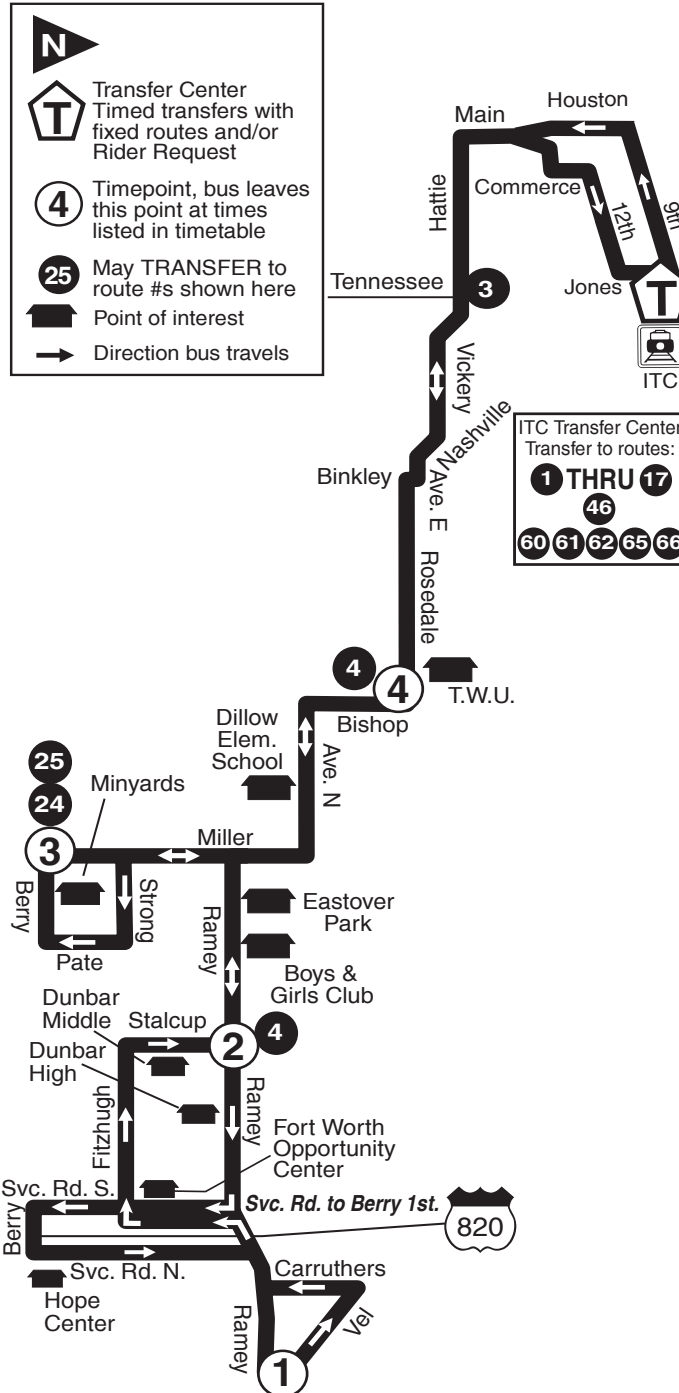 N
T
Transfer Center
Timed transfers with
fixed routes and/or
Rider Request
4
Timepoint, bus leaves
this point at times
listed in timetable
25
May TRANSFER to
route #s shown here
Point of interest
Direction bus travels
Main
Houston
Hattie
Commerce
12th
9th
Jones
T
ITC
Tennessee
3
Vickery
Nashville
Binkley
Ave. E
ITC Transfer Center
Transfer to routes:
1 THRU 17
46
60 61 62 65 66
Rosedale
4
4
T.W.U.
Bishop
Dillow
Elem.
School
Ave. N
25
24
Minyards
3
Miller
Berry
Strong
Pate
Ramey
Eastover
Park
Boys &
Girls Club
Dunbar
Middle
Stalcup
2
4
Dunbar
High
Fitzhugh
Ramey
Fort Worth
Opportunity
Center
Svc. Rd. S.
Svc. Rd. to Berry 1st.
820
Berry
Svc. Rd. N.
Hope
Center
Carruthers
Vel
Ramey
1